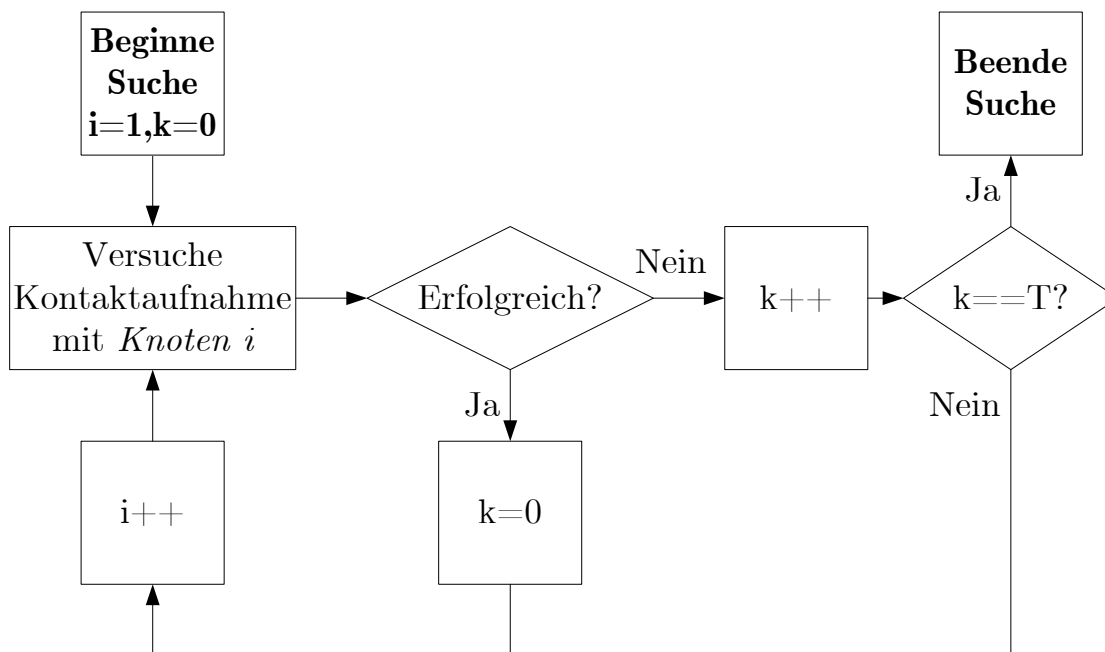 Beginne
Suche
i=1,k=0
Beende
Suche
Ja
Versuche
Kontaktaufnahme
mit Knoten i
Erfolgreich?
Nein
k++
k==T?
Ja
Nein
i++
k=0